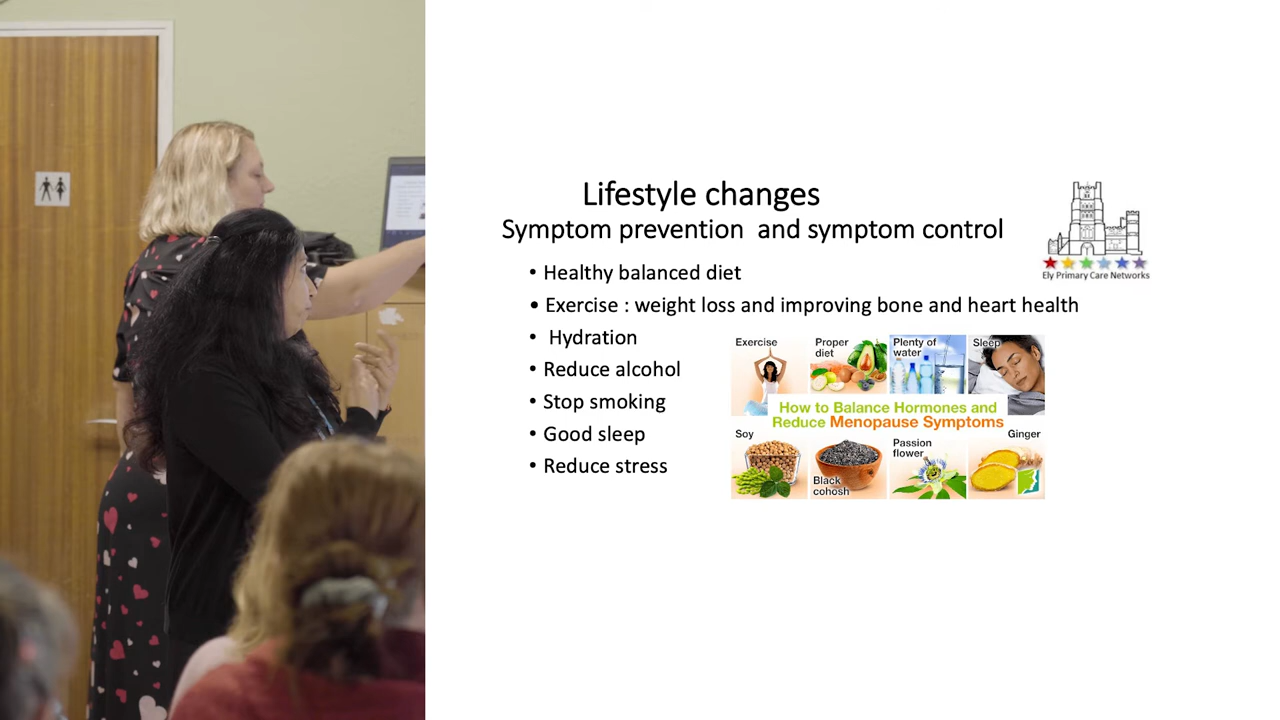 Lifestyle changes
Symptom prevention and symptom control
Ely Primary Care Networks
• Healthy balanced diet
• Exercise : weight loss and improving bone and heart health
• Hydration
• Reduce alcohol
• Stop smoking
• Good sleep
• Reduce stress
Exercise
Proper
diet
Plenty of
water
Sleep
How to Balance Hormones and
Reduce Menopause Symptoms
Soy
Black
cohosh
Passion
flower
Ginger